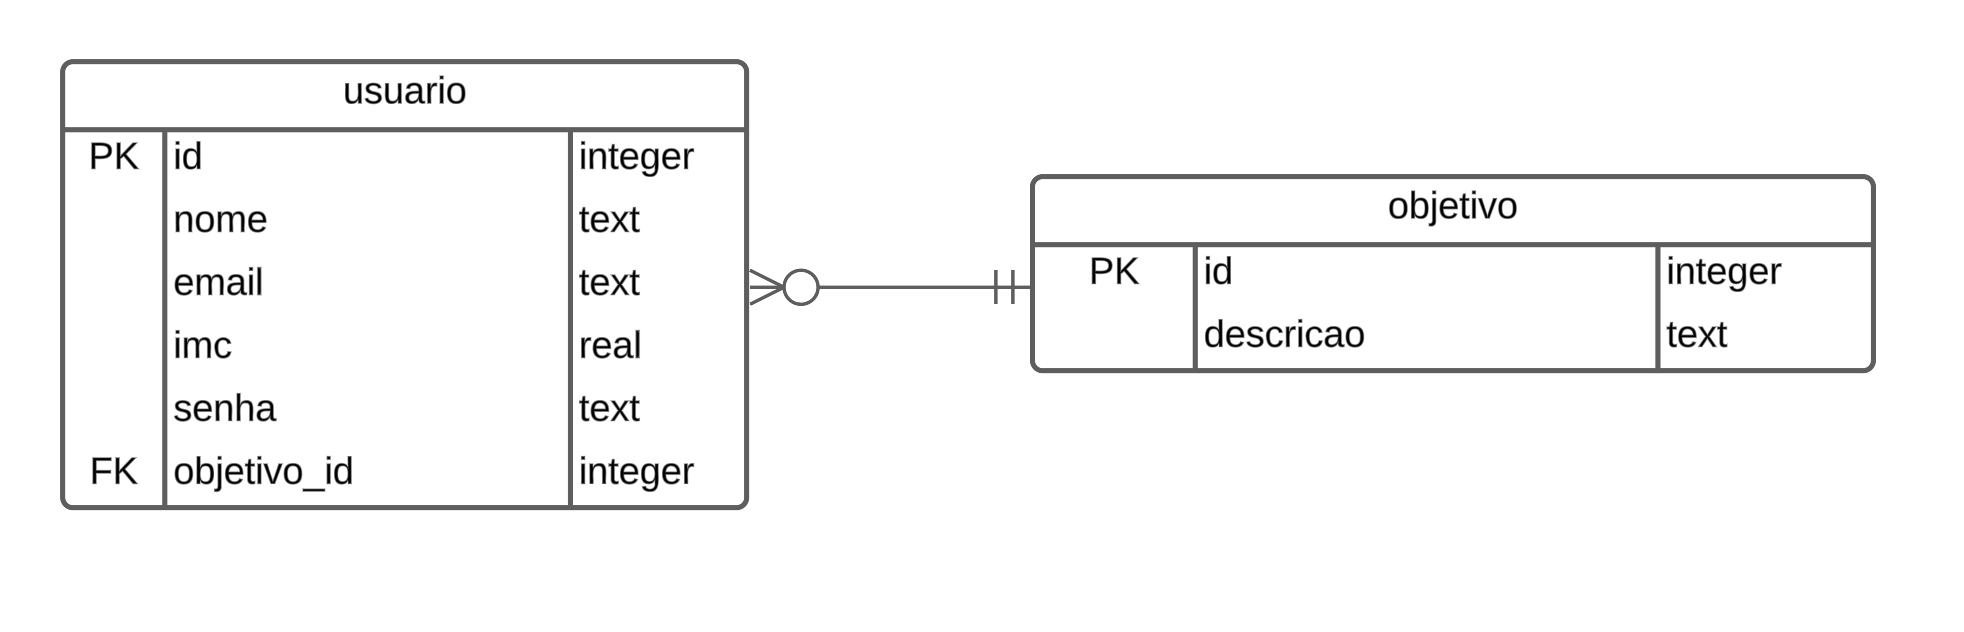 usuario
PK id integer
nome text
email text
imc real
senha text
FK objetivo_id integer
objetivo
PK id integer
descricao text